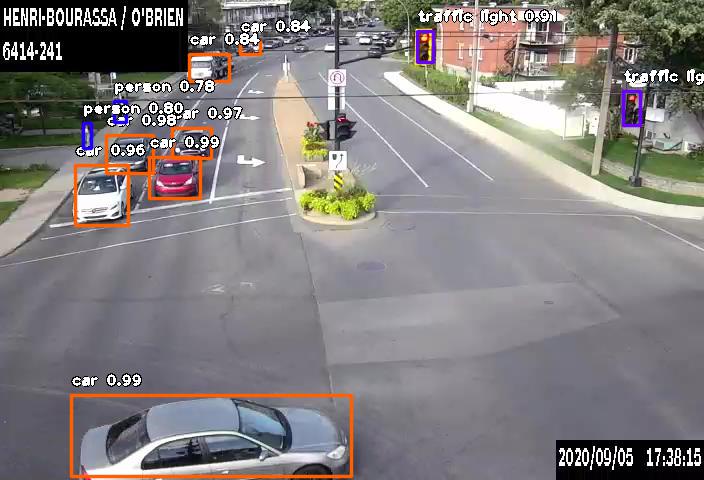 HENRI-BOURASSA / O'BRIEN
6414-241
traffic light 0.91
car 0.84
car 0.84
traffic lig
person 0.78
person 0.80
car 0.97
car 0.98
car 0.99
car 0.96
car 0.99
2020/09/05 17:38:15